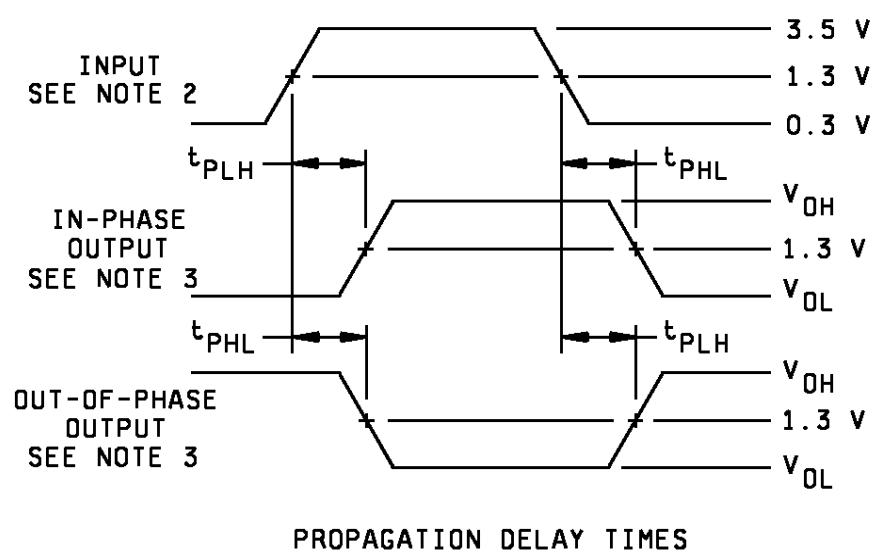 3.5 V
INPUT
SEE NOTE 2
1.3 V
0.3 V
tPLH
tPHL
VOH
IN-PHASE
OUTPUT
SEE NOTE 3
1.3 V
VOL
tPHL
tPLH
VOH
OUT-OF-PHASE
OUTPUT
SEE NOTE 3
1.3 V
VOL
PROPAGATION DELAY TIMES